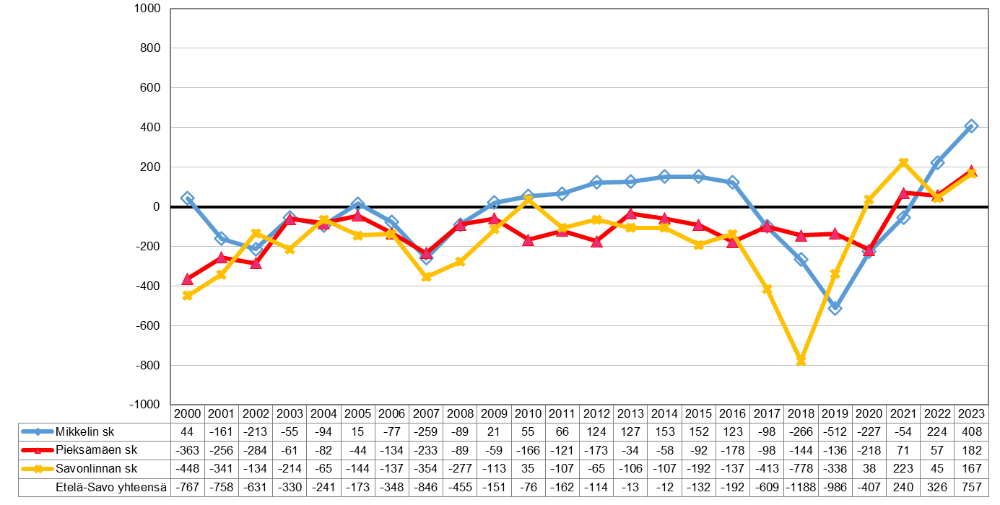 1000
800
600
400
200
0
-200
-400
-600
-800
-1000
2000 2001 2002 2003 2004 2005 2006 2007 2008 2009 2010 2011 2012 2013 2014 2015 2016 2017 2018 2019 2020 2021 2022 2023
Mikkelin sk 44 -161 -213 -55 -94 15 -77 -259 -89 21 55 66 124 127 153 152 123 -98 -266 -512 -227 -54 224 408
Pieksämäen sk -363 -256 -284 -61 -82 -44 -134 -233 -89 -59 -166 -121 -173 -34 -58 -92 -178 -98 -144 -136 -218 71 57 182
Savonlinnan sk -448 -341 -134 -214 -65 -144 -137 -354 -277 -113 35 -107 -65 -106 -107 -192 -137 -413 -778 -338 38 223 45 167
Etelä-Savo yhteensä -767 -758 -631 -330 -241 -173 -348 -846 -455 -151 -76 -162 -114 -13 -12 -132 -192 -609 -1188 -986 -407 240 326 757